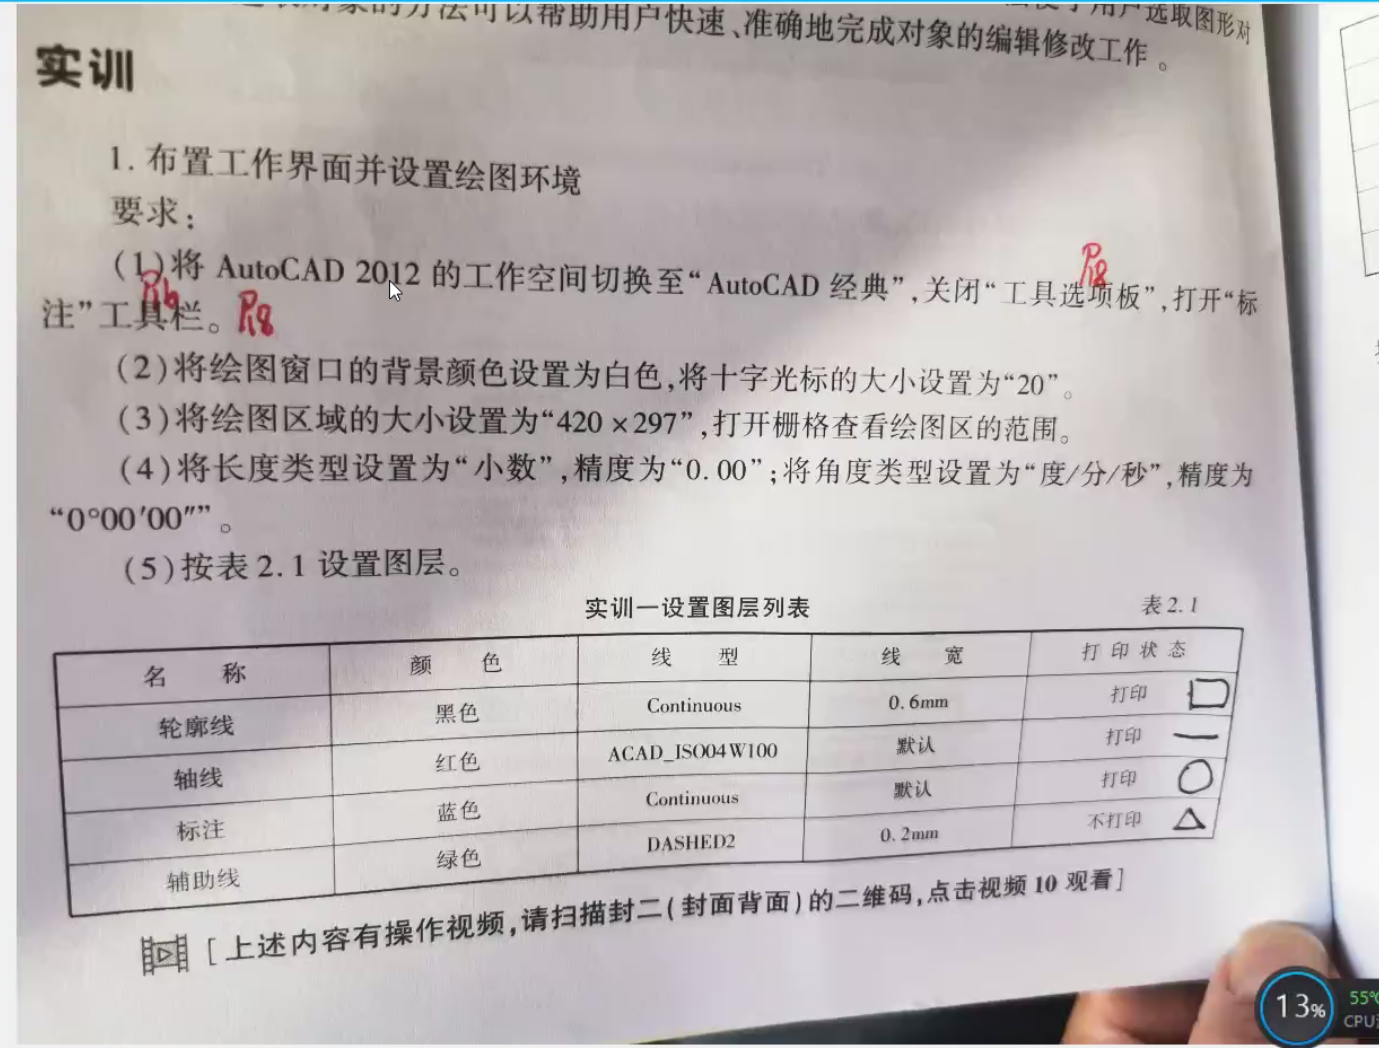 对象的方法可以帮助用户快速、准确地完成对象的编辑修改工作。
用户选取图形对
实训
1. 布置工作界面并设置绘图环境
要求:
(1)将 AutoCAD 2012 的工作空间切换至“AutoCAD 经典”,关闭“工具选项板”,打开“标
注”工具栏。
P18
P16
P18
(2)将绘图窗口的背景颜色设置为白色,将十字光标的大小设置为“20”。
(3)将绘图区域的大小设置为“420×297”,打开栅格查看绘图区的范围。
(4)将长度类型设置为“小数”,精度为“0.00”;将角度类型设置为“度/分/秒”,精度为
“0°00′00″”。
(5)按表 2.1 设置图层。
实训一设置图层列表 表 2.1
名 称 颜 色 线 型 线 宽 打印状态
轮廓线 黑色 Continuous 0.6mm 打印
轴线 红色 ACAD_ISO04W100 默认 打印
标注 蓝色 Continuous 默认 打印
辅助线 绿色 DASHED2 0.2mm 不打印
[上述内容有操作视频,请扫描封二(封面背面)的二维码,点击视频 10 观看]
13%
55℃
CPU